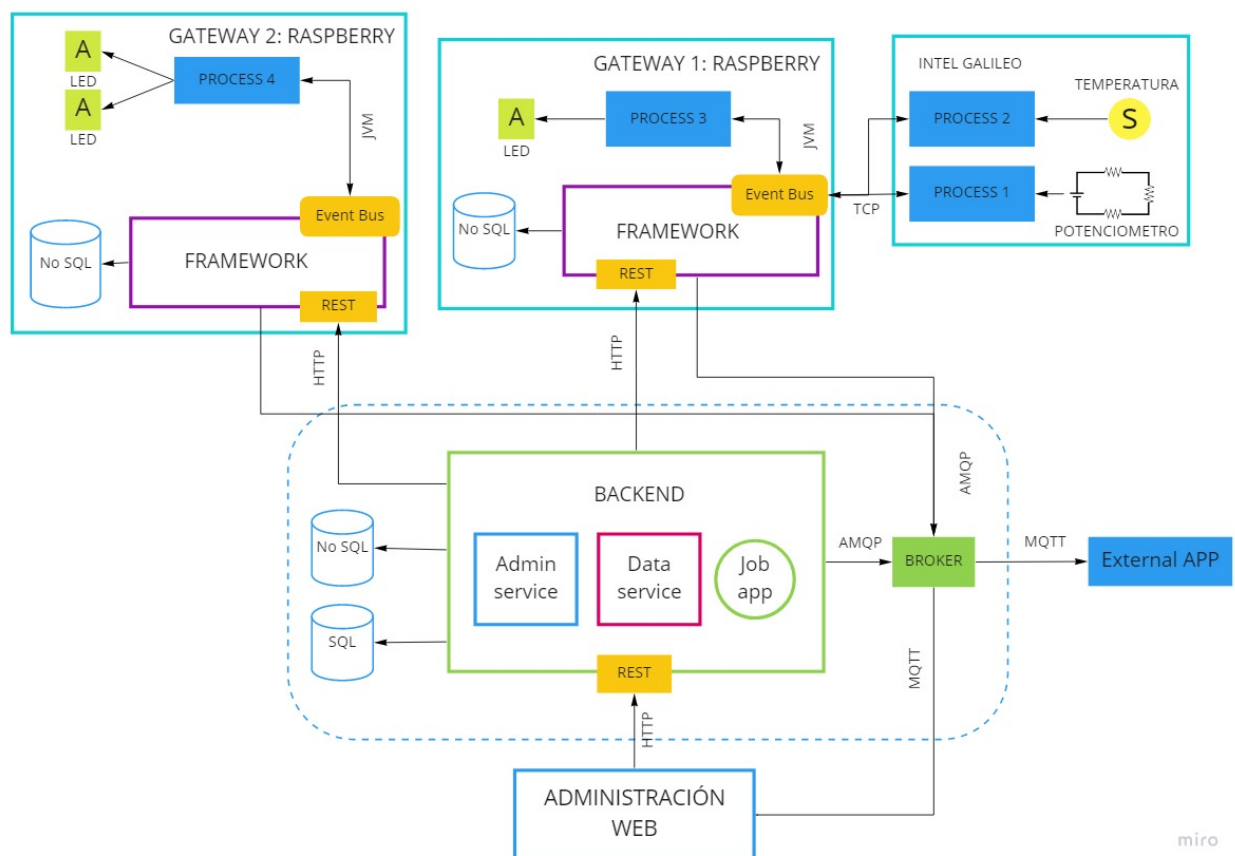 GATEWAY 2: RASPBERRY
A
LED
A
LED
PROCESS 4
JVM
Event Bus
No SQL
FRAMEWORK
REST
GATEWAY 1: RASPBERRY
A
LED
PROCESS 3
JVM
Event Bus
No SQL
FRAMEWORK
REST
TCP
INTEL GALILEO
TEMPERATURA
PROCESS 2
S
PROCESS 1
POTENCIOMETRO
HTTP
HTTP
AMQP
BACKEND
No SQL
SQL
Admin
service
Data
service
Job
app
AMQP
BROKER
MQTT
External APP
REST
MQTT
HTTP
ADMINISTRACIÓN
WEB
miro